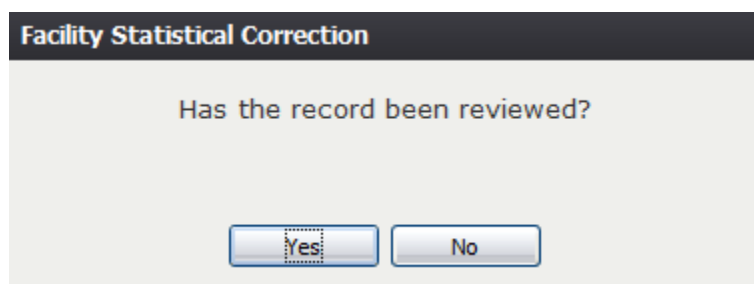 Facility Statistical Correction
Has the record been reviewed?
Yes No